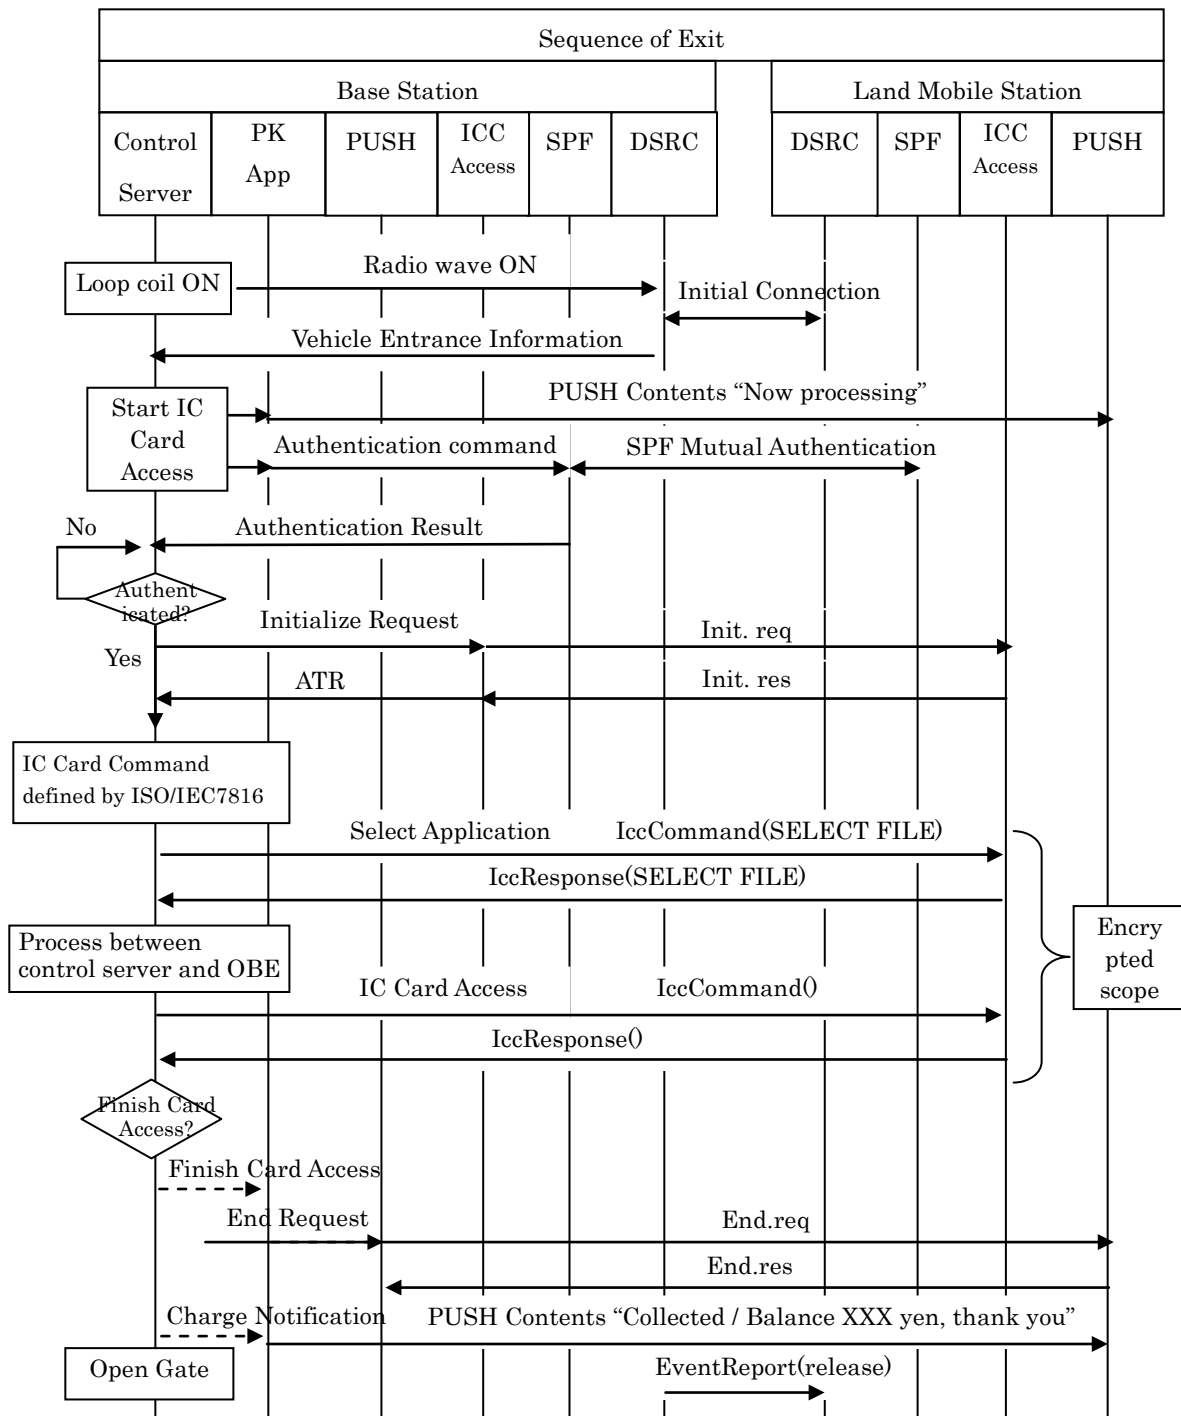 Sequence of Exit
Base Station
Land Mobile Station
Control
Server
PK
App
PUSH
ICC
Access
SPF
DSRC
DSRC
SPF
ICC
Access
PUSH
Loop coil ON
Radio wave ON
Initial Connection
Vehicle Entrance Information
Start IC
Card
Access
PUSH Contents “Now processing”
Authentication command
SPF Mutual Authentication
No
Authentication Result
Authent
icated?
Initialize Request
Init. req
Yes
ATR
Init. res
IC Card Command
defined by ISO/IEC7816
Select Application
IccCommand(SELECT FILE)
IccResponse(SELECT FILE)
Process between
control server and OBE
Encry
pted
scope
IC Card Access
IccCommand()
IccResponse()
Finish Card
Access?
Finish Card Access
End Request
End.req
End.res
Charge Notification
PUSH Contents “Collected / Balance XXX yen, thank you”
Open Gate
EventReport(release)